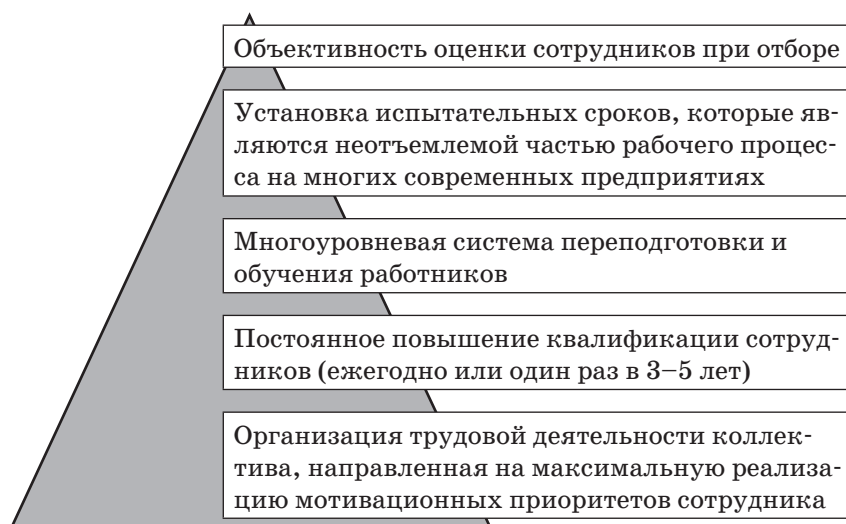 Объективность оценки сотрудников при отборе
Установка испытательных сроков, которые яв-
ляются неотъемлемой частью рабочего процес-
са на многих современных предприятиях
Многоуровневая система переподготовки и
обучения работников
Постоянное повышение квалификации сотруд-
ников (ежегодно или один раз в 3–5 лет)
Организация трудовой деятельности коллек-
тива, направленная на максимальную реализа-
цию мотивационных приоритетов сотрудника